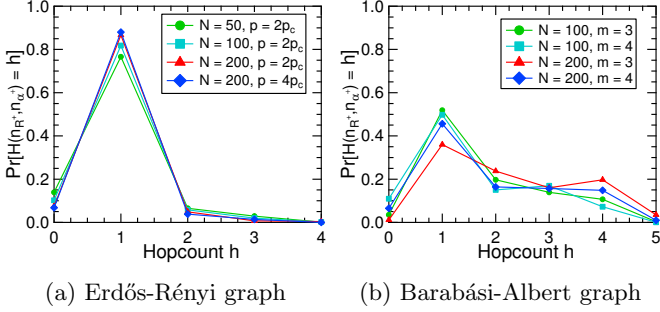 1.0
0.8
0.6
0.4
0.2
0.0
Pr[H(n_R+,n_α+) = h]
N = 50, p = 2p_c
N = 100, p = 2p_c
N = 200, p = 2p_c
N = 200, p = 4p_c
0 1 2 3 4
Hopcount h
(a) Erdős-Rényi graph
1.0
0.8
0.6
0.4
0.2
0.0
Pr[H(n_R+,n_α+) = h]
N = 100, m = 3
N = 100, m = 4
N = 200, m = 3
N = 200, m = 4
0 1 2 3 4 5
Hopcount h
(b) Barabási-Albert graph